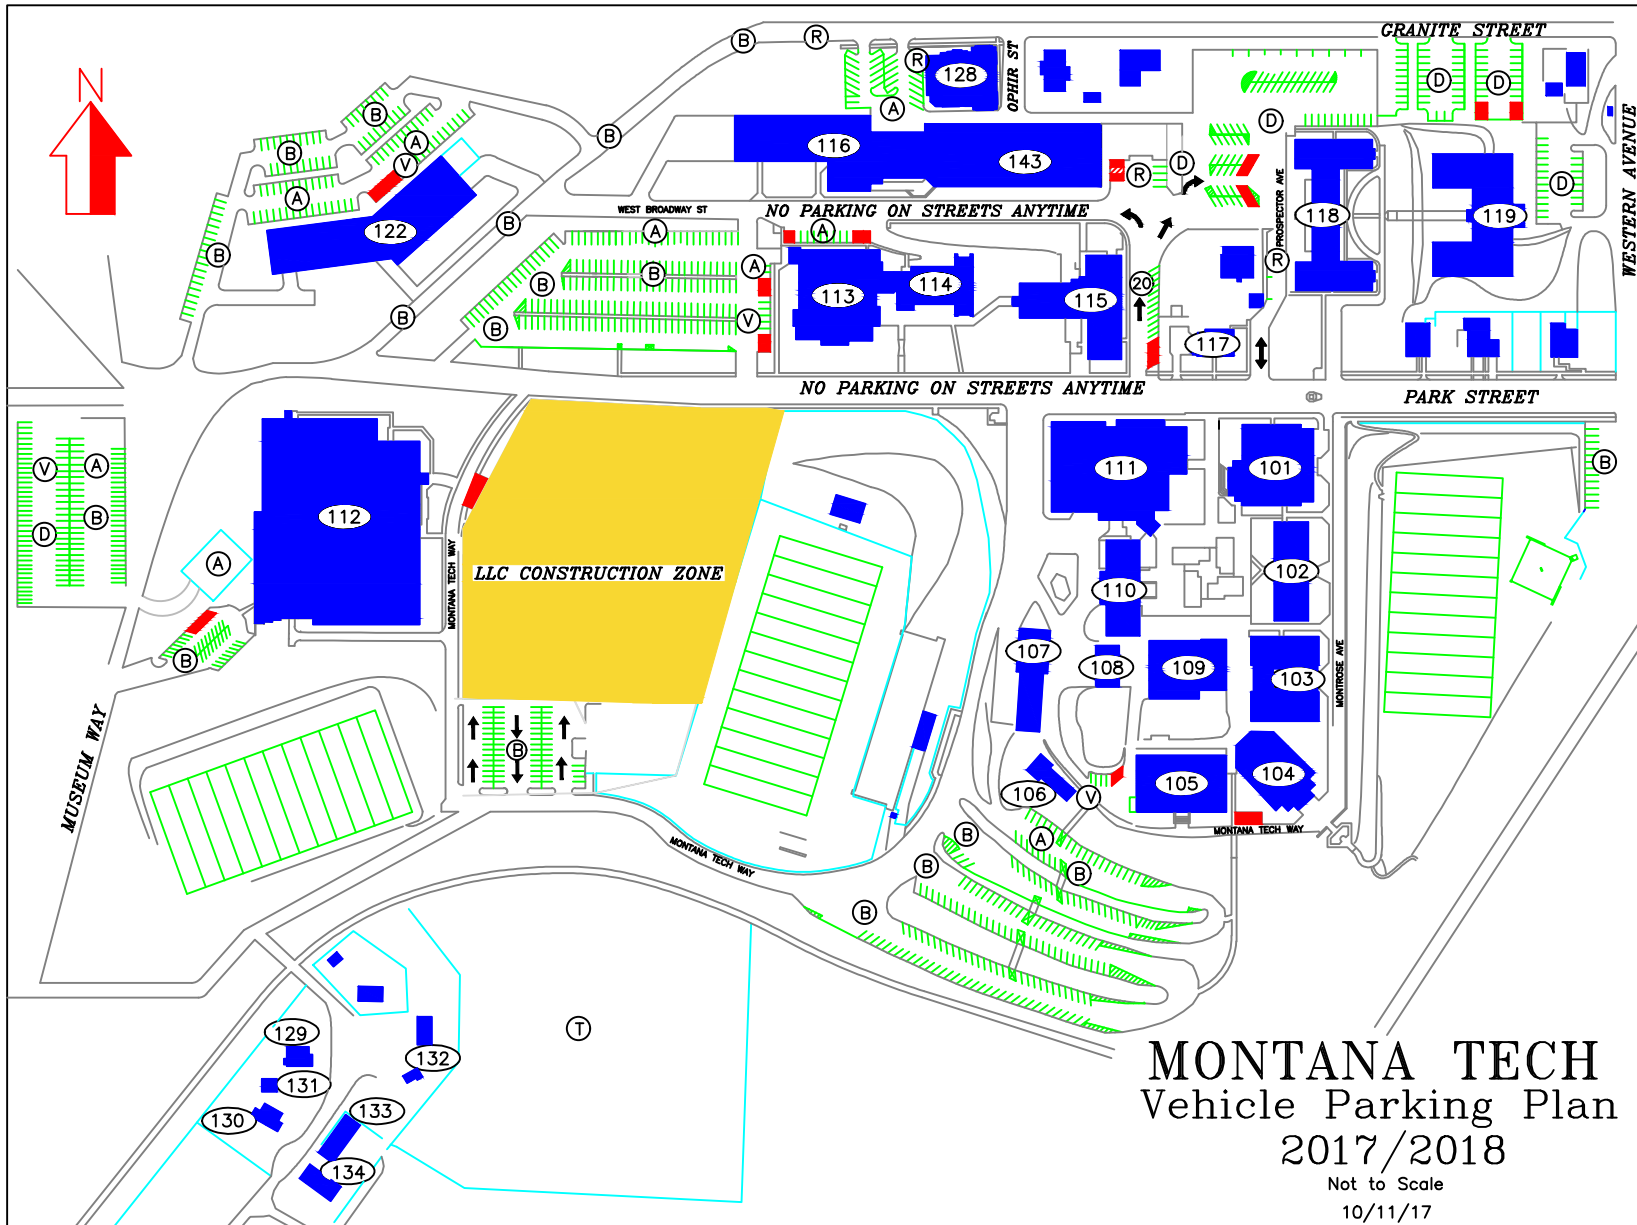 GRANITE STREET
B
R
R
128
OPHIR ST
A
D
D
N
B
B
B
A
V
A
B
116
143
R
D
D
D
WESTERN AVENUE
122
B
B
WEST BROADWAY ST
NO PARKING ON STREETS ANYTIME
PROSPECTOR AVE
118
119
A
A
B
B
A
B
V
113
114
115
20
R
117
B
NO PARKING ON STREETS ANYTIME
PARK STREET
V
A
D
B
112
A
B
MONTANA TECH WAY
LLC CONSTRUCTION ZONE
111
101
B
102
110
107
108
109
103
MONTROSE AVE
MUSEUM WAY
B
106
V
105
104
MONTANA TECH WAY
MONTANA TECH WAY
B
A
B
B
B
T
129
131
130
132
133
134
MONTANA TECH
Vehicle Parking Plan
2017/2018
Not to Scale
10/11/17